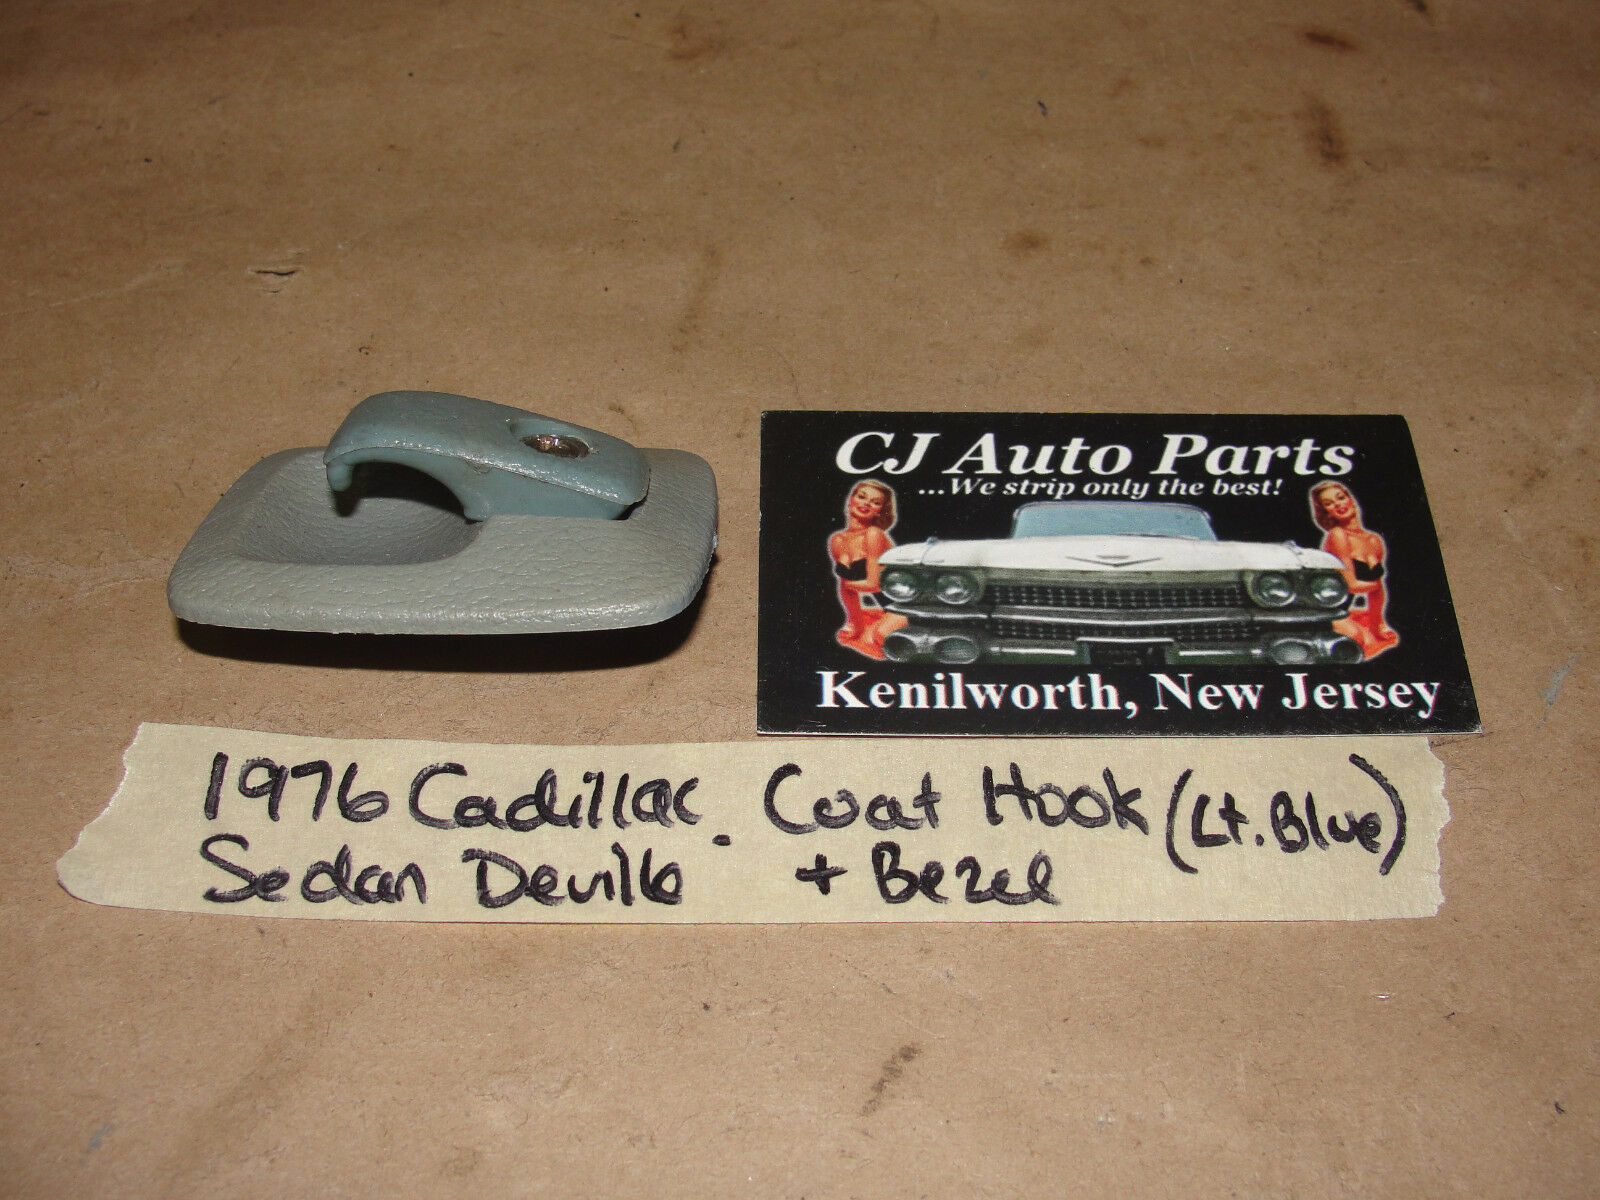 CJ Auto Parts
...We strip only the best!
Kenilworth, New Jersey
1976 Cadillac. Coat Hook (Lt. Blue)
Sedan Deville + Bezel